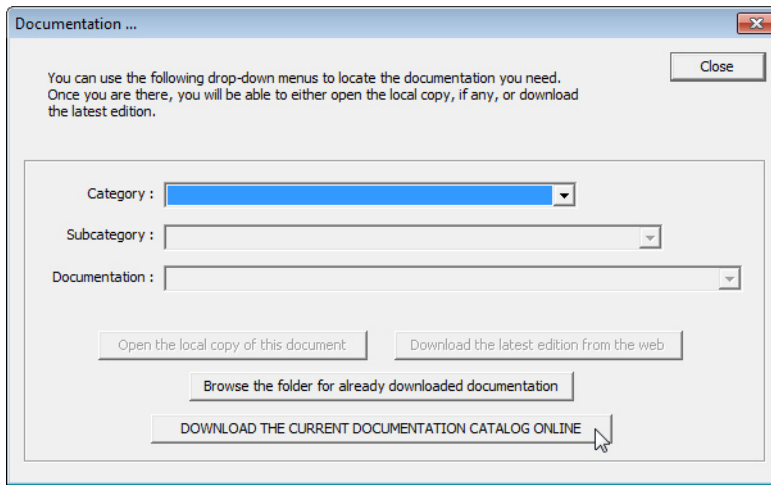 Documentation ...
Close
You can use the following drop-down menus to locate the documentation you need.
Once you are there, you will be able to either open the local copy, if any, or download
the latest edition.
Category :
Subcategory :
Documentation :
Open the local copy of this document
Download the latest edition from the web
Browse the folder for already downloaded documentation
DOWNLOAD THE CURRENT DOCUMENTATION CATALOG ONLINE